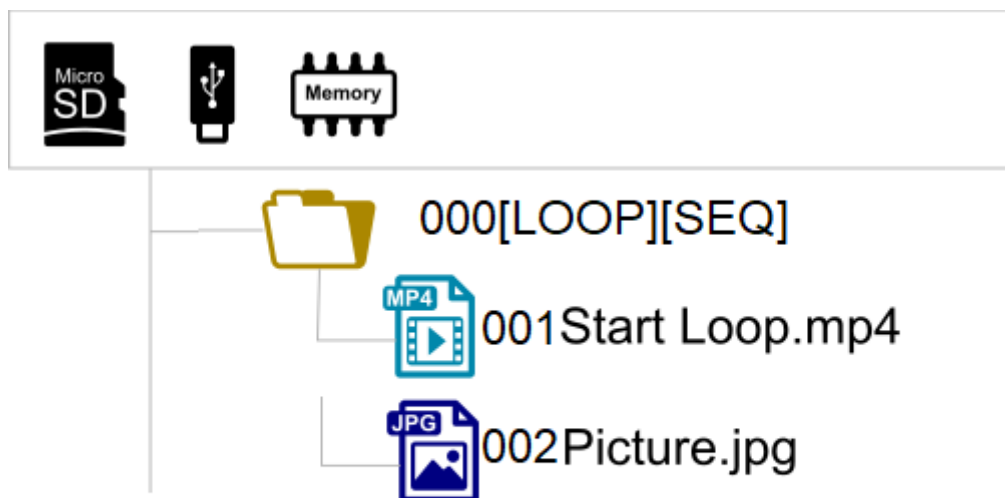 Micro
SD
Memory
000[LOOP][SEQ]
MP4
001Start Loop.mp4
JPG
002Picture.jpg